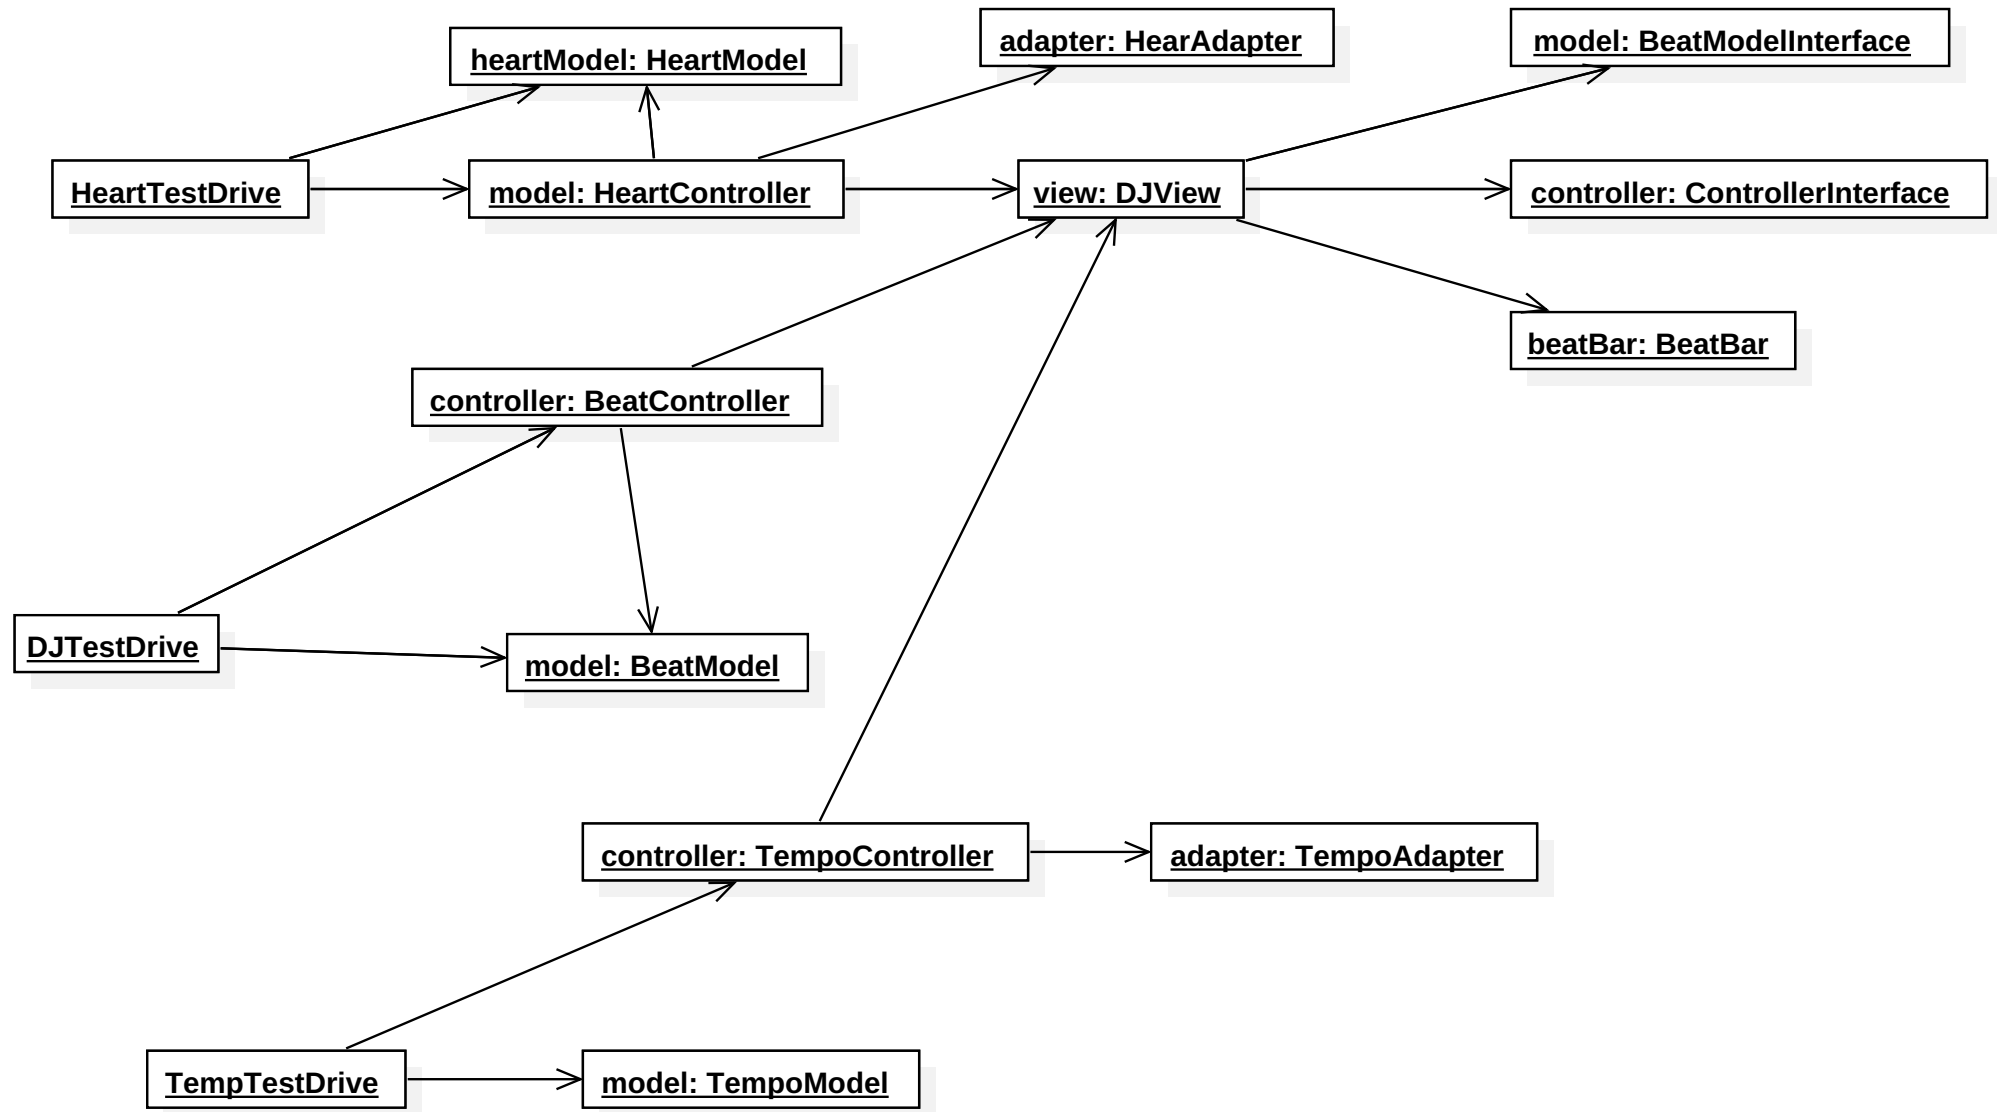 heartModel: HeartModel
adapter: HearAdapter
model: BeatModelInterface
HeartTestDrive
model: HeartController
view: DJView
controller: ControllerInterface
beatBar: BeatBar
controller: BeatController
DJTestDrive
model: BeatModel
controller: TempoController
adapter: TempoAdapter
TempTestDrive
model: TempoModel